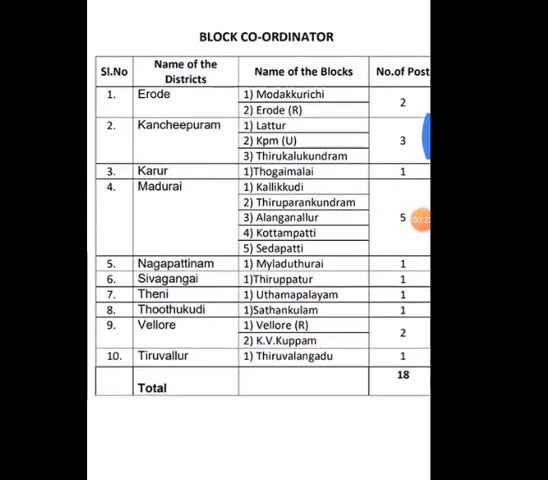 BLOCK CO-ORDINATOR
Sl.No Name of the Districts Name of the Blocks No.of Post
1. Erode 1) Modakkurichi 2
2) Erode (R)
2. Kancheepuram 1) Lattur 3
2) Kpm (U)
3) Thirukalukundram
3. Karur 1)Thogaimalai 1
4. Madurai 1) Kallikkudi 5
2) Thiruparankundram
3) Alanganallur
4) Kottampatti
5) Sedapatti
5. Nagapattinam 1) Myladuthurai 1
6. Sivagangai 1)Thiruppatur 1
7. Theni 1) Uthamapalayam 1
8. Thoothukudi 1)Sathankulam 1
9. Vellore 1) Vellore (R) 2
2) K.V.Kuppam
10. Tiruvallur 1) Thiruvalangadu 1
Total 18